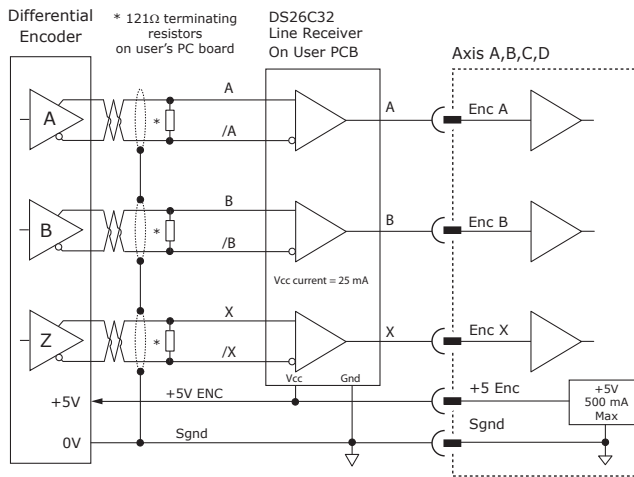 Differential
Encoder
* 121Ω terminating
resistors
on user's PC board
DS26C32
Line Receiver
On User PCB
Axis A,B,C,D
A
*
A
/A
A
Enc A
B
*
B
/B
B
Enc B
Vcc current = 25 mA
Z
*
X
/X
X
Enc X
Vcc
Gnd
+5V
+5V ENC
+5 Enc
+5V
500 mA
Max
0V
Sgnd
Sgnd